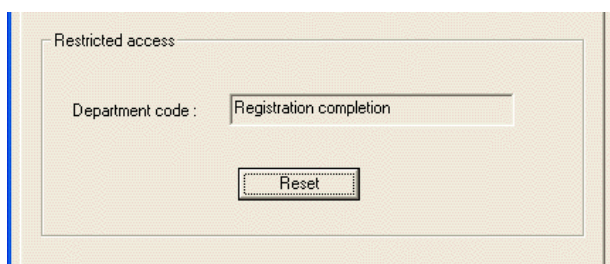 Restricted access
Department code : Registration completion
Reset